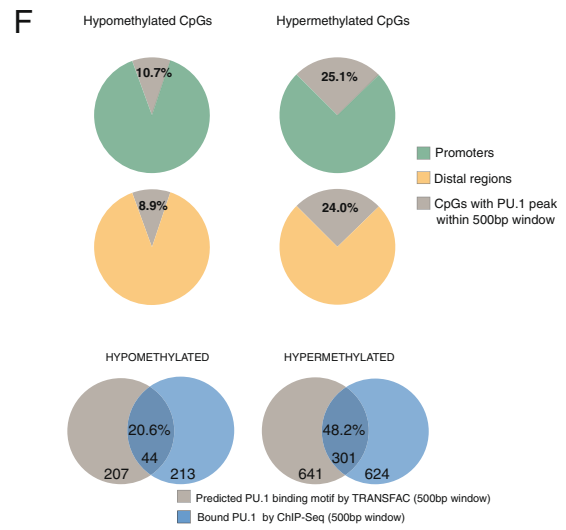 F
Hypomethylated CpGs
Hypermethylated CpGs
10.7%
25.1%
Promoters
Distal regions
CpGs with PU.1 peak
within 500bp window
8.9%
24.0%
HYPOMETHYLATED
HYPERMETHYLATED
20.6%
44
207
213
48.2%
301
641
624
Predicted PU.1 binding motif by TRANSFAC (500bp window)
Bound PU.1 by ChIP-Seq (500bp window)